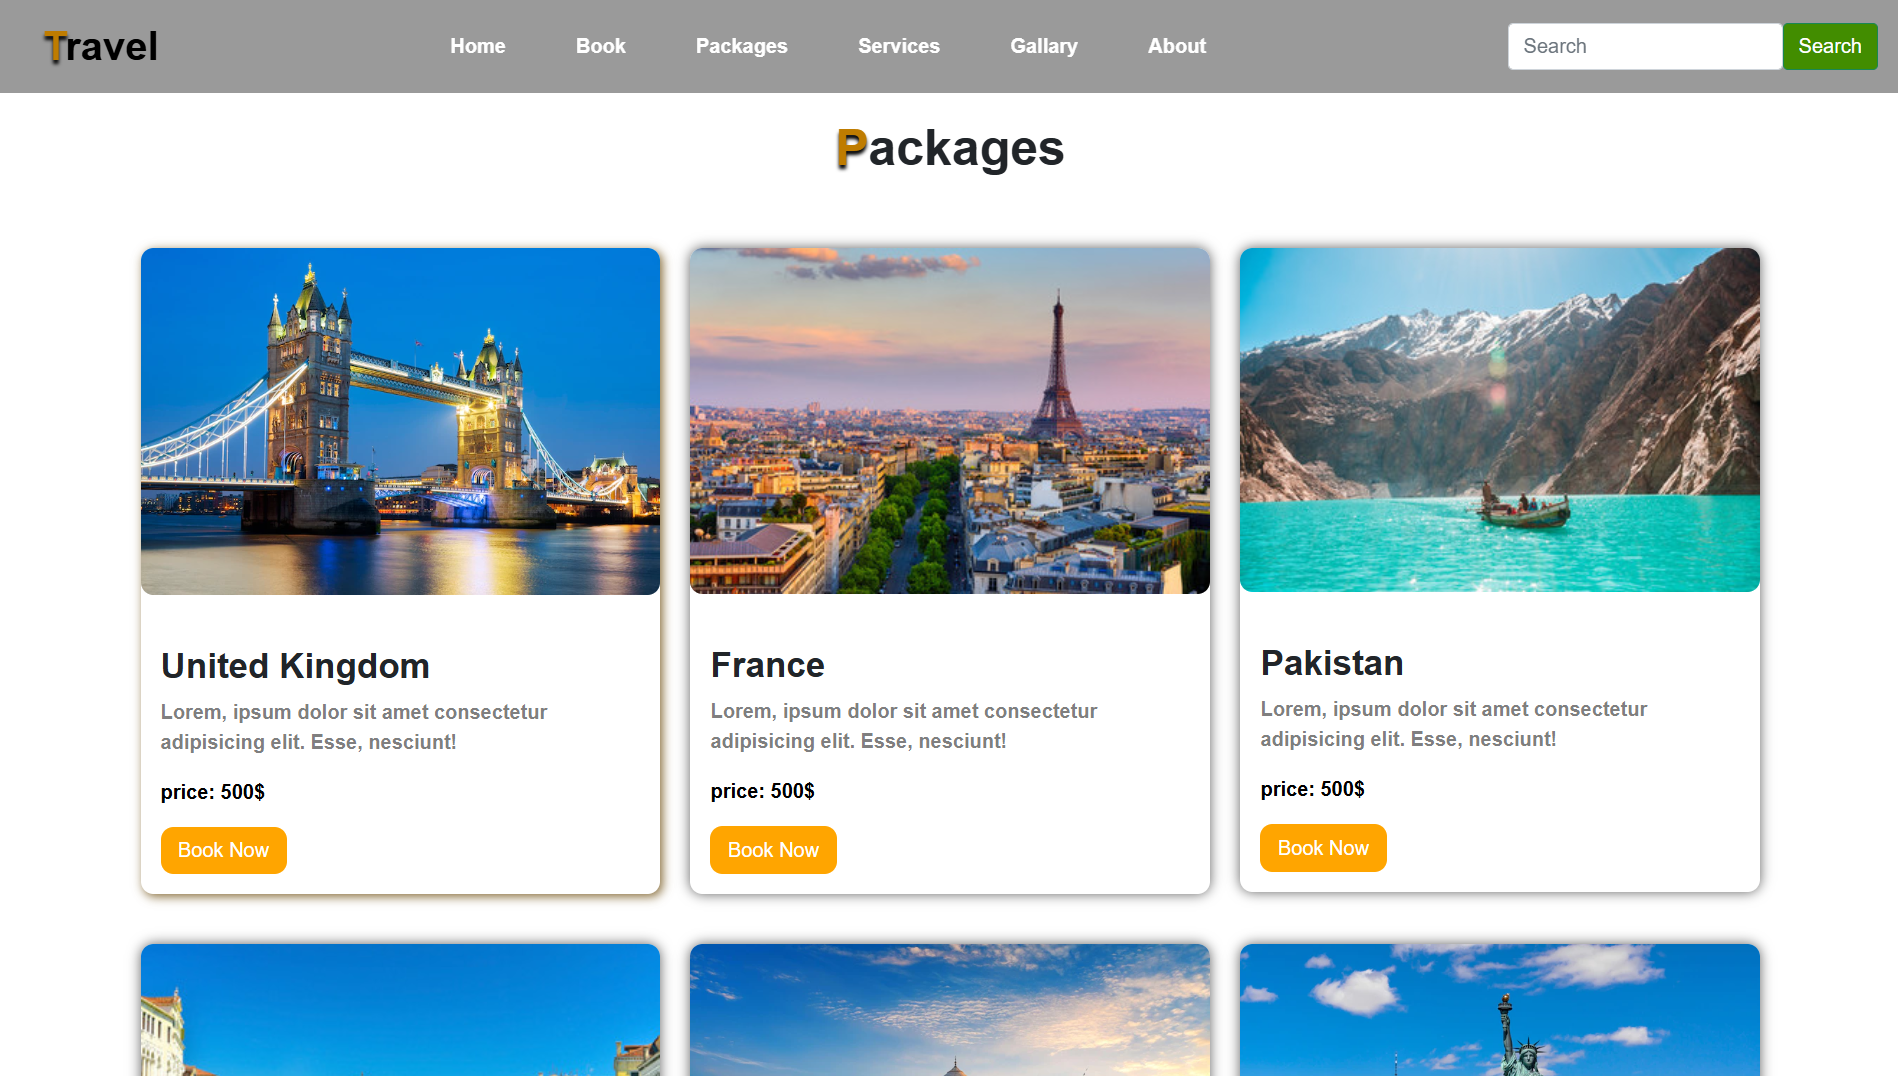 Travel
Home
Book
Packages
Services
Gallary
About
Search
Search
Packages
United Kingdom
Lorem, ipsum dolor sit amet consectetur
adipisicing elit. Esse, nesciunt!
price: 500$
Book Now
France
Lorem, ipsum dolor sit amet consectetur
adipisicing elit. Esse, nesciunt!
price: 500$
Book Now
Pakistan
Lorem, ipsum dolor sit amet consectetur
adipisicing elit. Esse, nesciunt!
price: 500$
Book Now